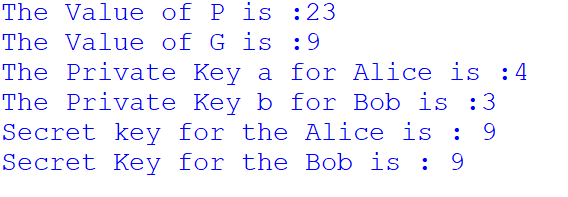 The Value of P is :23
The Value of G is :9
The Private Key a for Alice is :4
The Private Key b for Bob is :3
Secret key for the Alice is : 9
Secret Key for the Bob is : 9